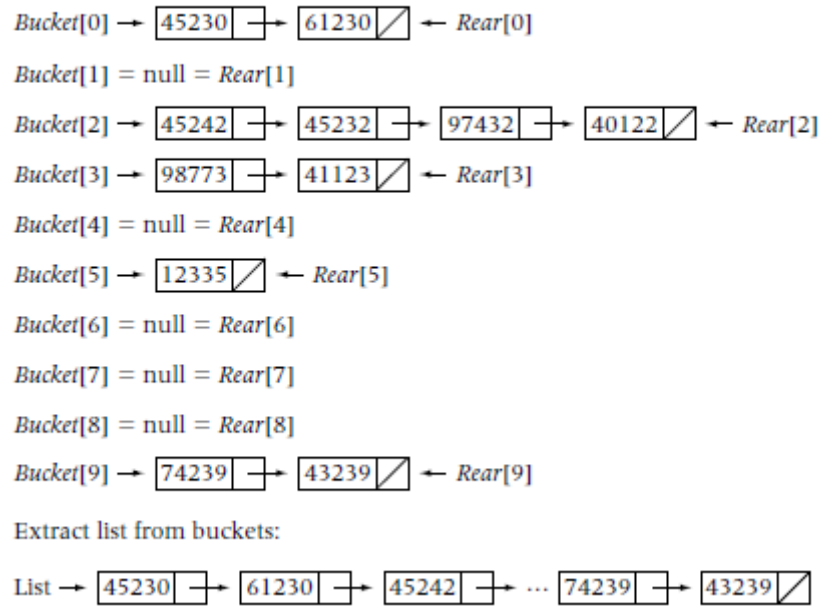 Bucket[0] → 45230 → 61230 ← Rear[0]
Bucket[1] = null = Rear[1]
Bucket[2] → 45242 → 45232 → 97432 → 40122 ← Rear[2]
Bucket[3] → 98773 → 41123 ← Rear[3]
Bucket[4] = null = Rear[4]
Bucket[5] → 12335 ← Rear[5]
Bucket[6] = null = Rear[6]
Bucket[7] = null = Rear[7]
Bucket[8] = null = Rear[8]
Bucket[9] → 74239 → 43239 ← Rear[9]
Extract list from buckets:
List → 45230 → 61230 → 45242 → ... 74239 → 43239